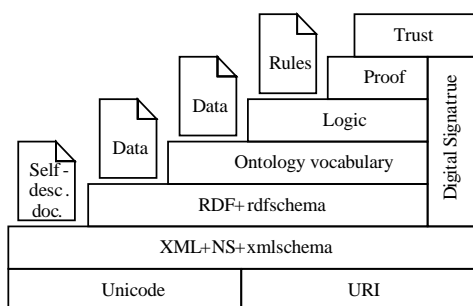 Trust
Rules
Proof
Data
Logic
Data
Ontology vocabulary
Digital Signatrue
Self-
desc.
doc.
RDF+rdfschema
XML+NS+xmlschema
Unicode
URI